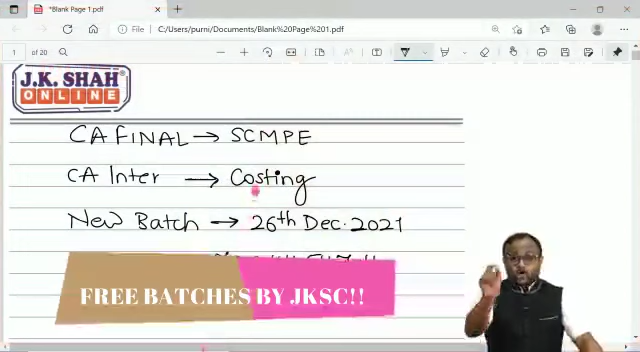 *Blank Page 1.pdf
File
C:/Users/purni/Documents/Blank%20Page%201.pdf
1 of 20
J.K. SHAH®
ONLINE
CA FINAL → SCMPE
CA Inter → Costing
New Batch → 26th Dec. 2021
FREE BATCHES BY JKSC!!